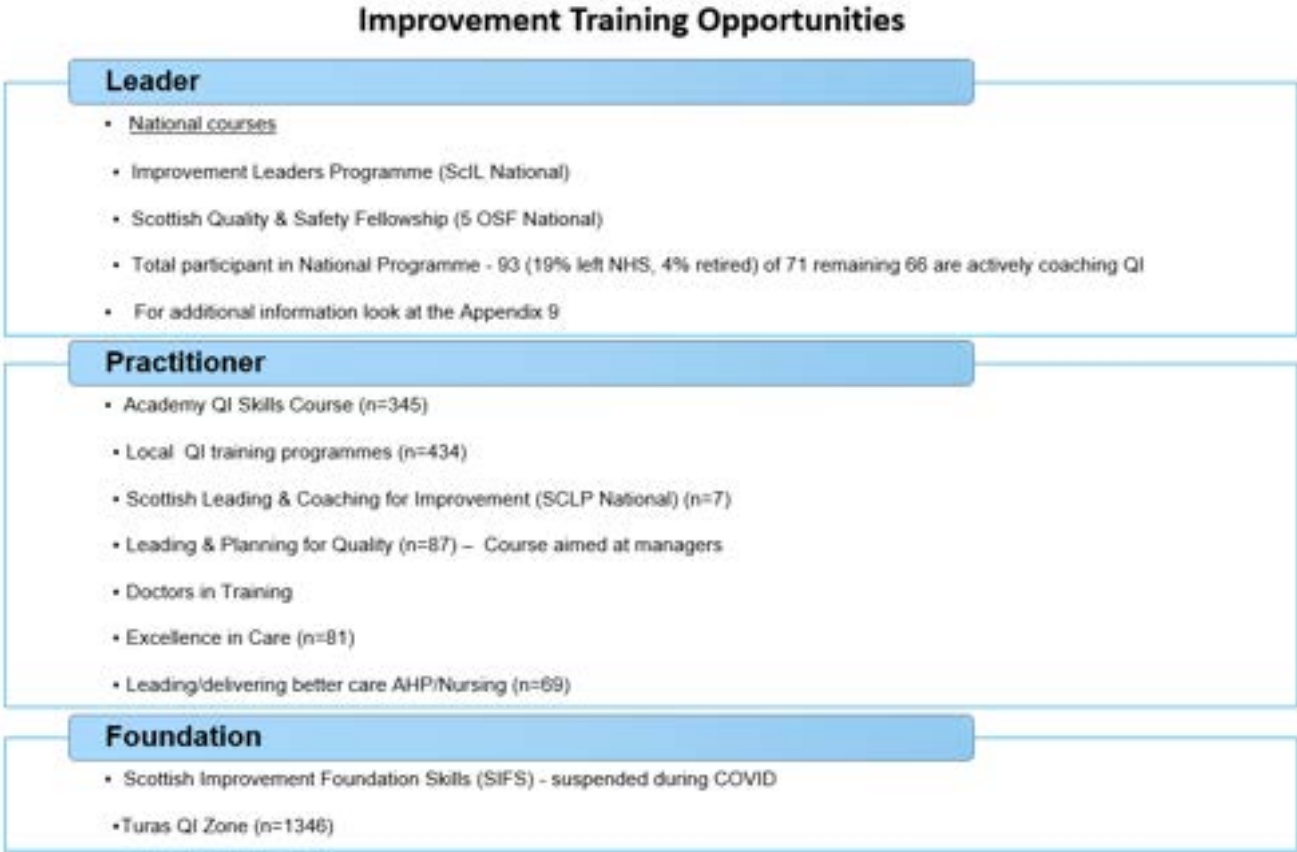 Improvement Training Opportunities
Leader
• National courses
• Improvement Leaders Programme (ScIL National)
• Scottish Quality & Safety Fellowship (5 OSF National)
• Total participant in National Programme - 93 (19% left NHS, 4% retired) of 71 remaining 66 are actively coaching QI
• For additional information look at the Appendix 9
Practitioner
• Academy QI Skills Course (n=345)
• Local QI training programmes (n=434)
• Scottish Leading & Coaching for Improvement (SCLP National) (n=7)
• Leading & Planning for Quality (n=87) – Course aimed at managers
• Doctors in Training
• Excellence in Care (n=81)
• Leading/delivering better care AHP/Nursing (n=69)
Foundation
• Scottish Improvement Foundation Skills (SIFS) - suspended during COVID
•Turas QI Zone (n=1346)